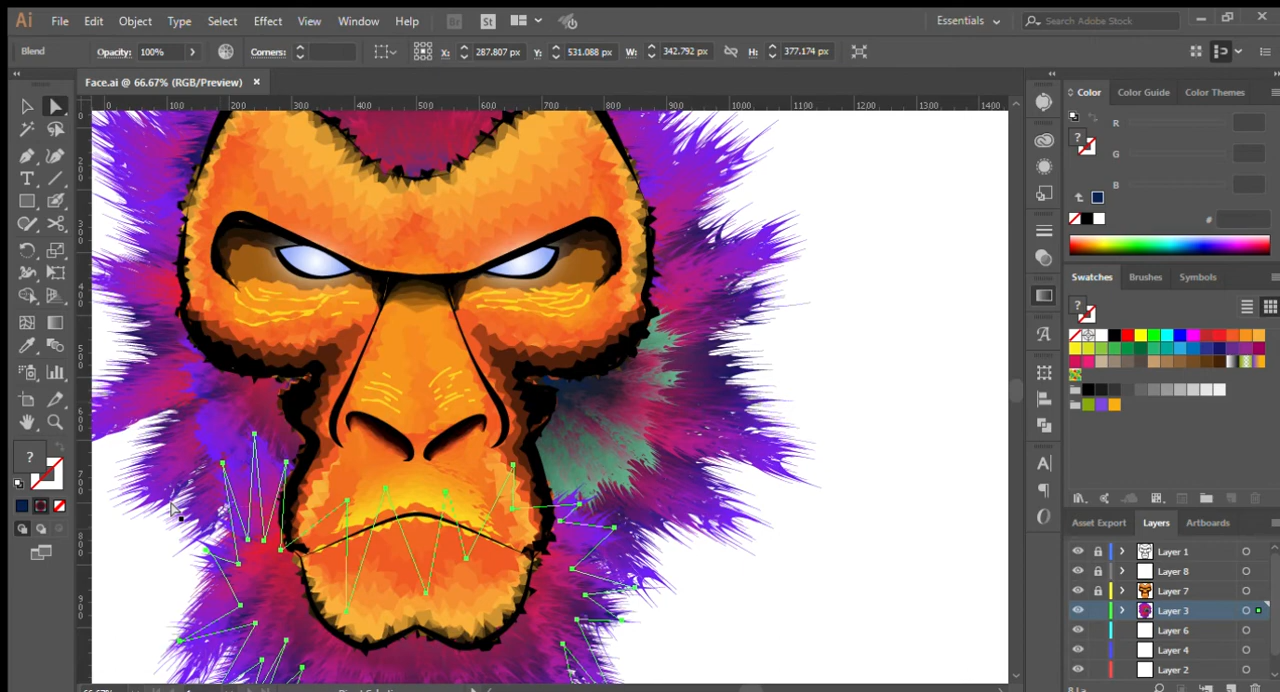 Ai File Edit Object Type Select Effect View Window Help Br St Essentials Search Adobe Stock
Blend Opacity: 100% Corners: X: 287.807 px Y: 531.088 px W: 342.792 px H: 377.174 px
Face.ai @ 66.67% (RGB/Preview) ×
0 100 200 300 400 500 600 700 800 900 1000 1100 1200 1300 1400
Color Color Guide Color Themes
R
G
B
Swatches Brushes Symbols
Asset Export Layers Artboards
Layer 1
Layer 8
Layer 7
Layer 3
Layer 6
Layer 4
Layer 2